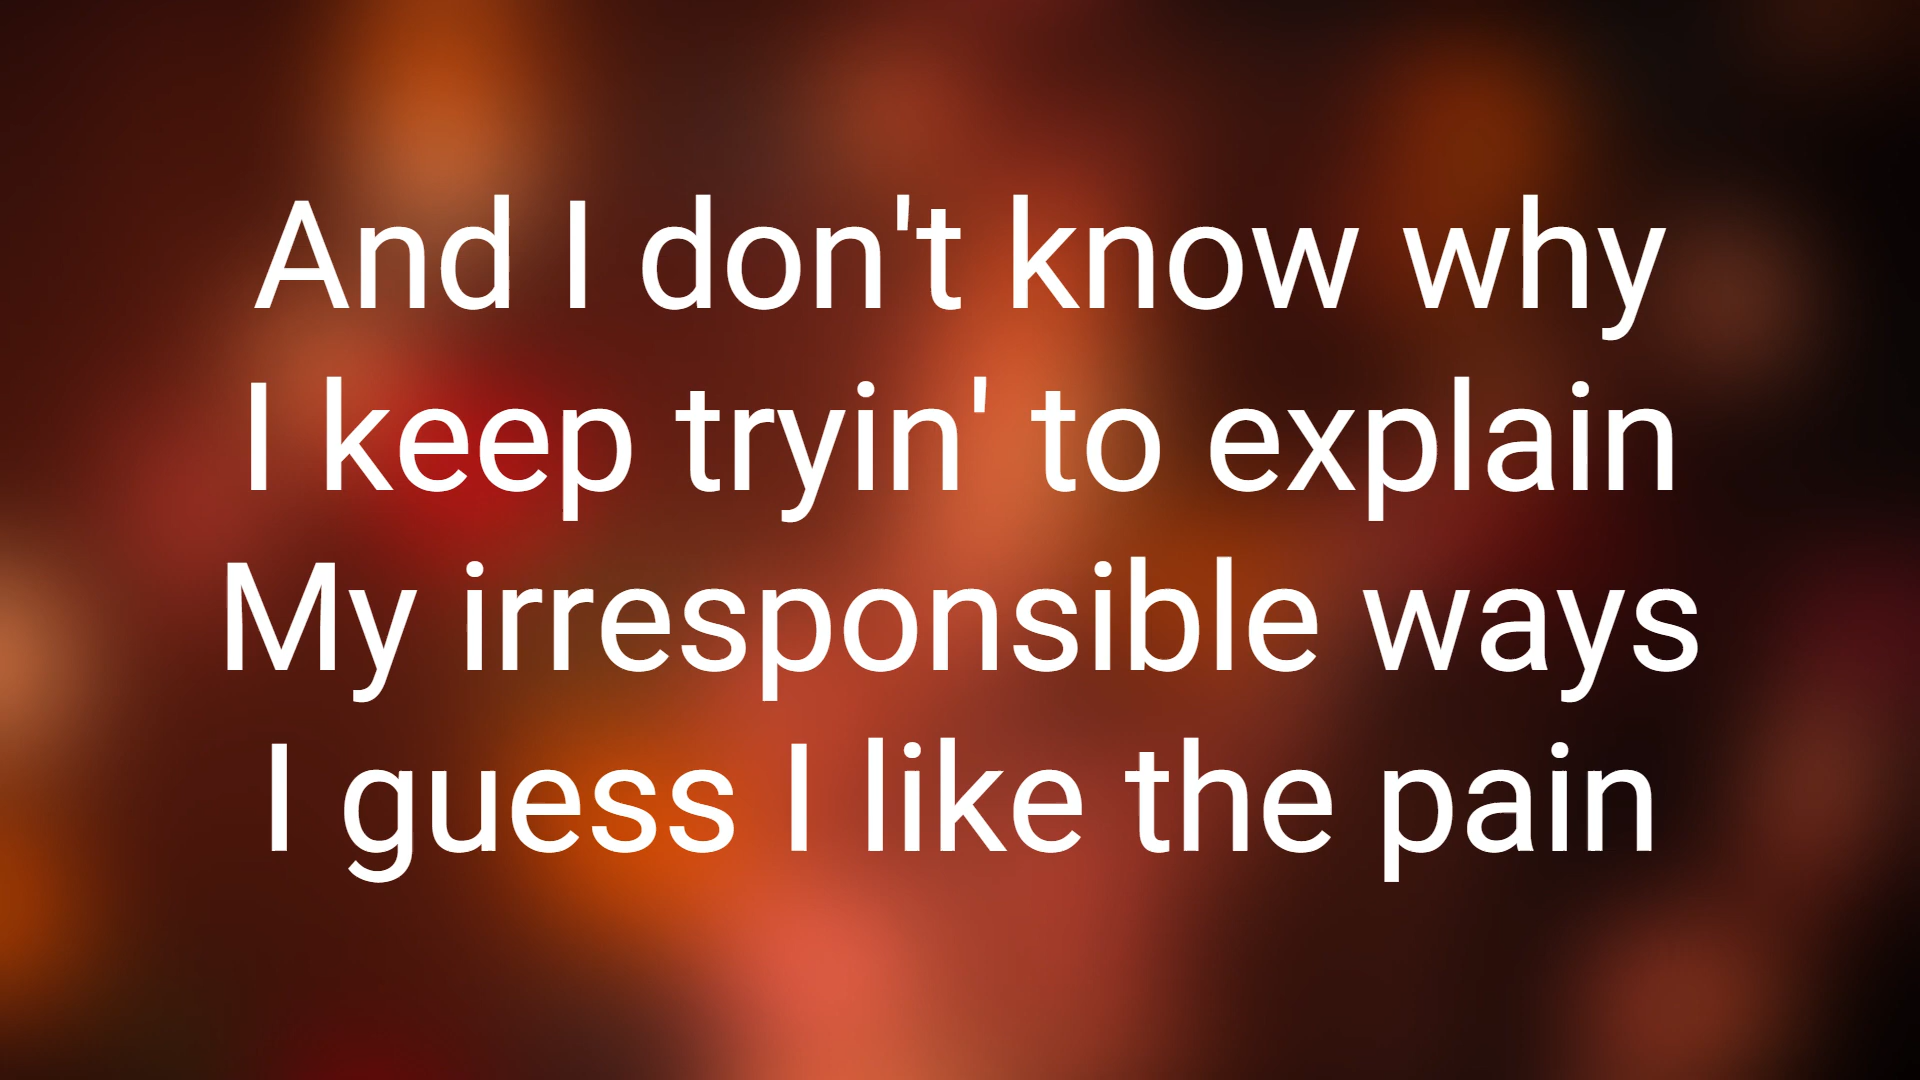 And I don't know why
I keep tryin' to explain
My irresponsible ways
I guess I like the pain